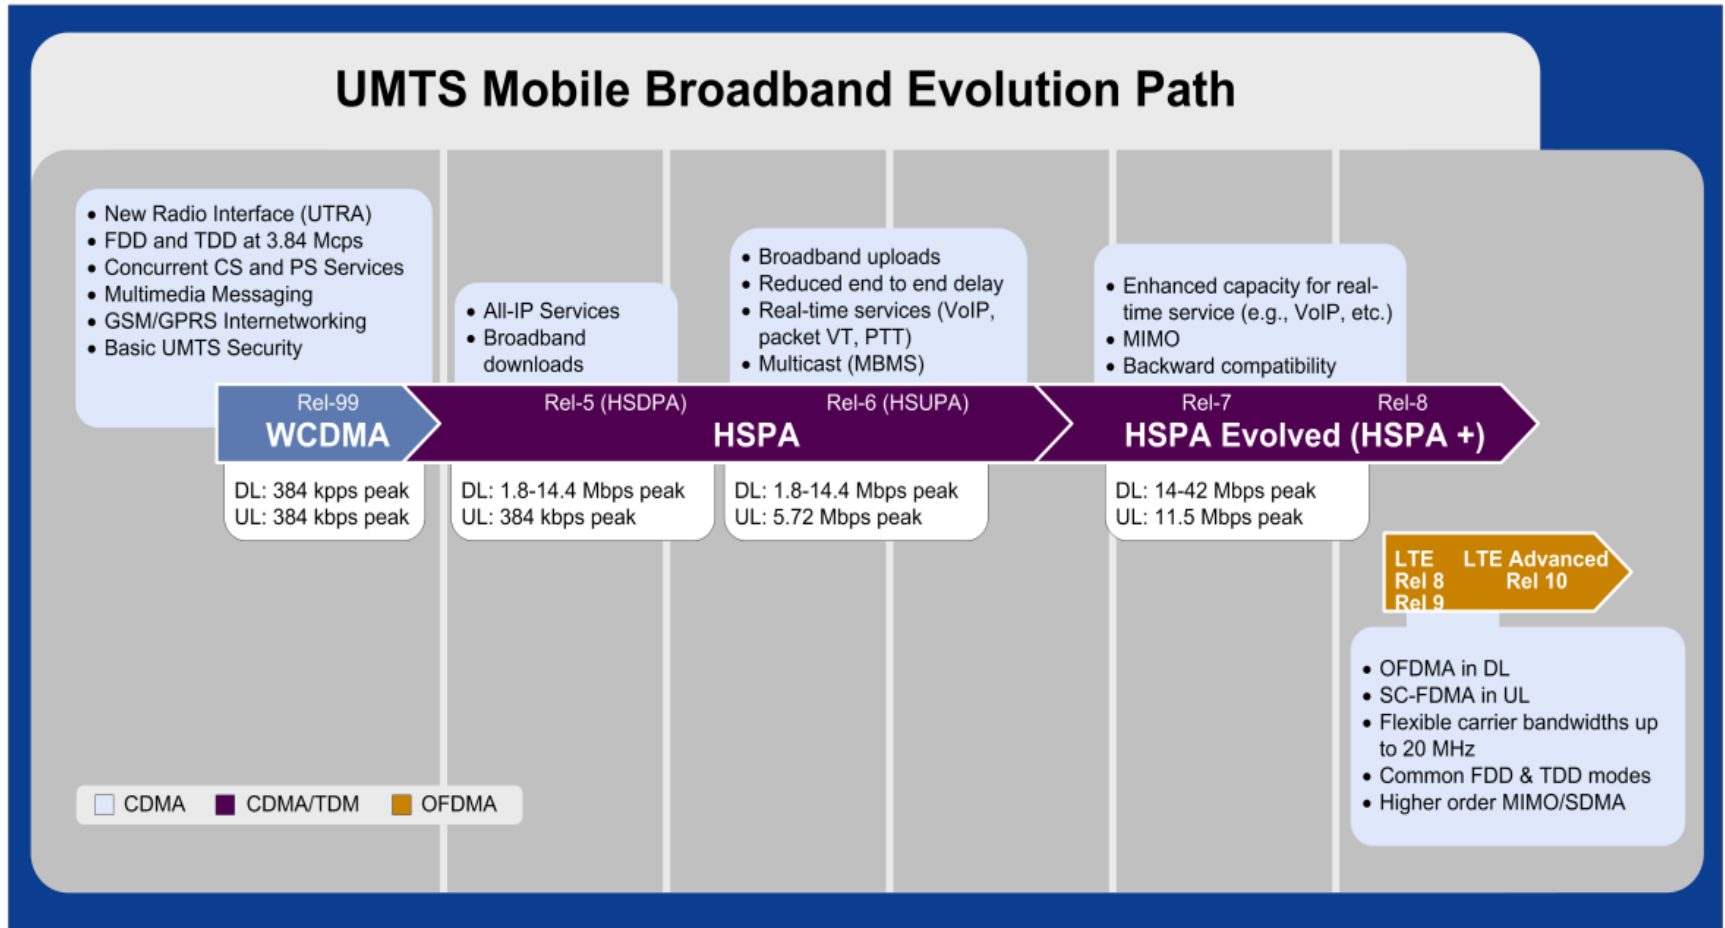 UMTS Mobile Broadband Evolution Path
• New Radio Interface (UTRA)
• FDD and TDD at 3.84 Mcps
• Concurrent CS and PS Services
• Multimedia Messaging
• GSM/GPRS Internetworking
• Basic UMTS Security
• All-IP Services
• Broadband
downloads
• Broadband uploads
• Reduced end to end delay
• Real-time services (VoIP,
packet VT, PTT)
• Multicast (MBMS)
• Enhanced capacity for real-
time service (e.g., VoIP, etc.)
• MIMO
• Backward compatibility
Rel-99
WCDMA
Rel-5 (HSDPA)
Rel-6 (HSUPA)
HSPA
Rel-7
Rel-8
HSPA Evolved (HSPA +)
DL: 384 kpps peak
UL: 384 kbps peak
DL: 1.8-14.4 Mbps peak
UL: 384 kbps peak
DL: 1.8-14.4 Mbps peak
UL: 5.72 Mbps peak
DL: 14-42 Mbps peak
UL: 11.5 Mbps peak
LTE
Rel 8
Rel 9
LTE Advanced
Rel 10
• OFDMA in DL
• SC-FDMA in UL
• Flexible carrier bandwidths up
to 20 MHz
• Common FDD & TDD modes
• Higher order MIMO/SDMA
CDMA
CDMA/TDM
OFDMA